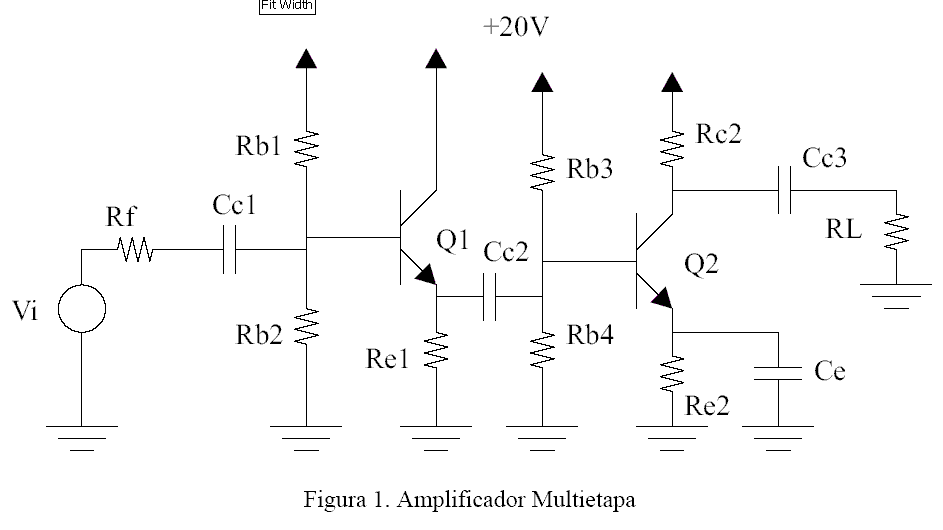 Fit Width
+20V
Rb1
Rc2
Cc3
Rb3
Cc1
Rf
RL
Q1
Cc2
Q2
Vi
Rb2
Re1
Rb4
Ce
Re2
Figura 1. Amplificador Multietapa